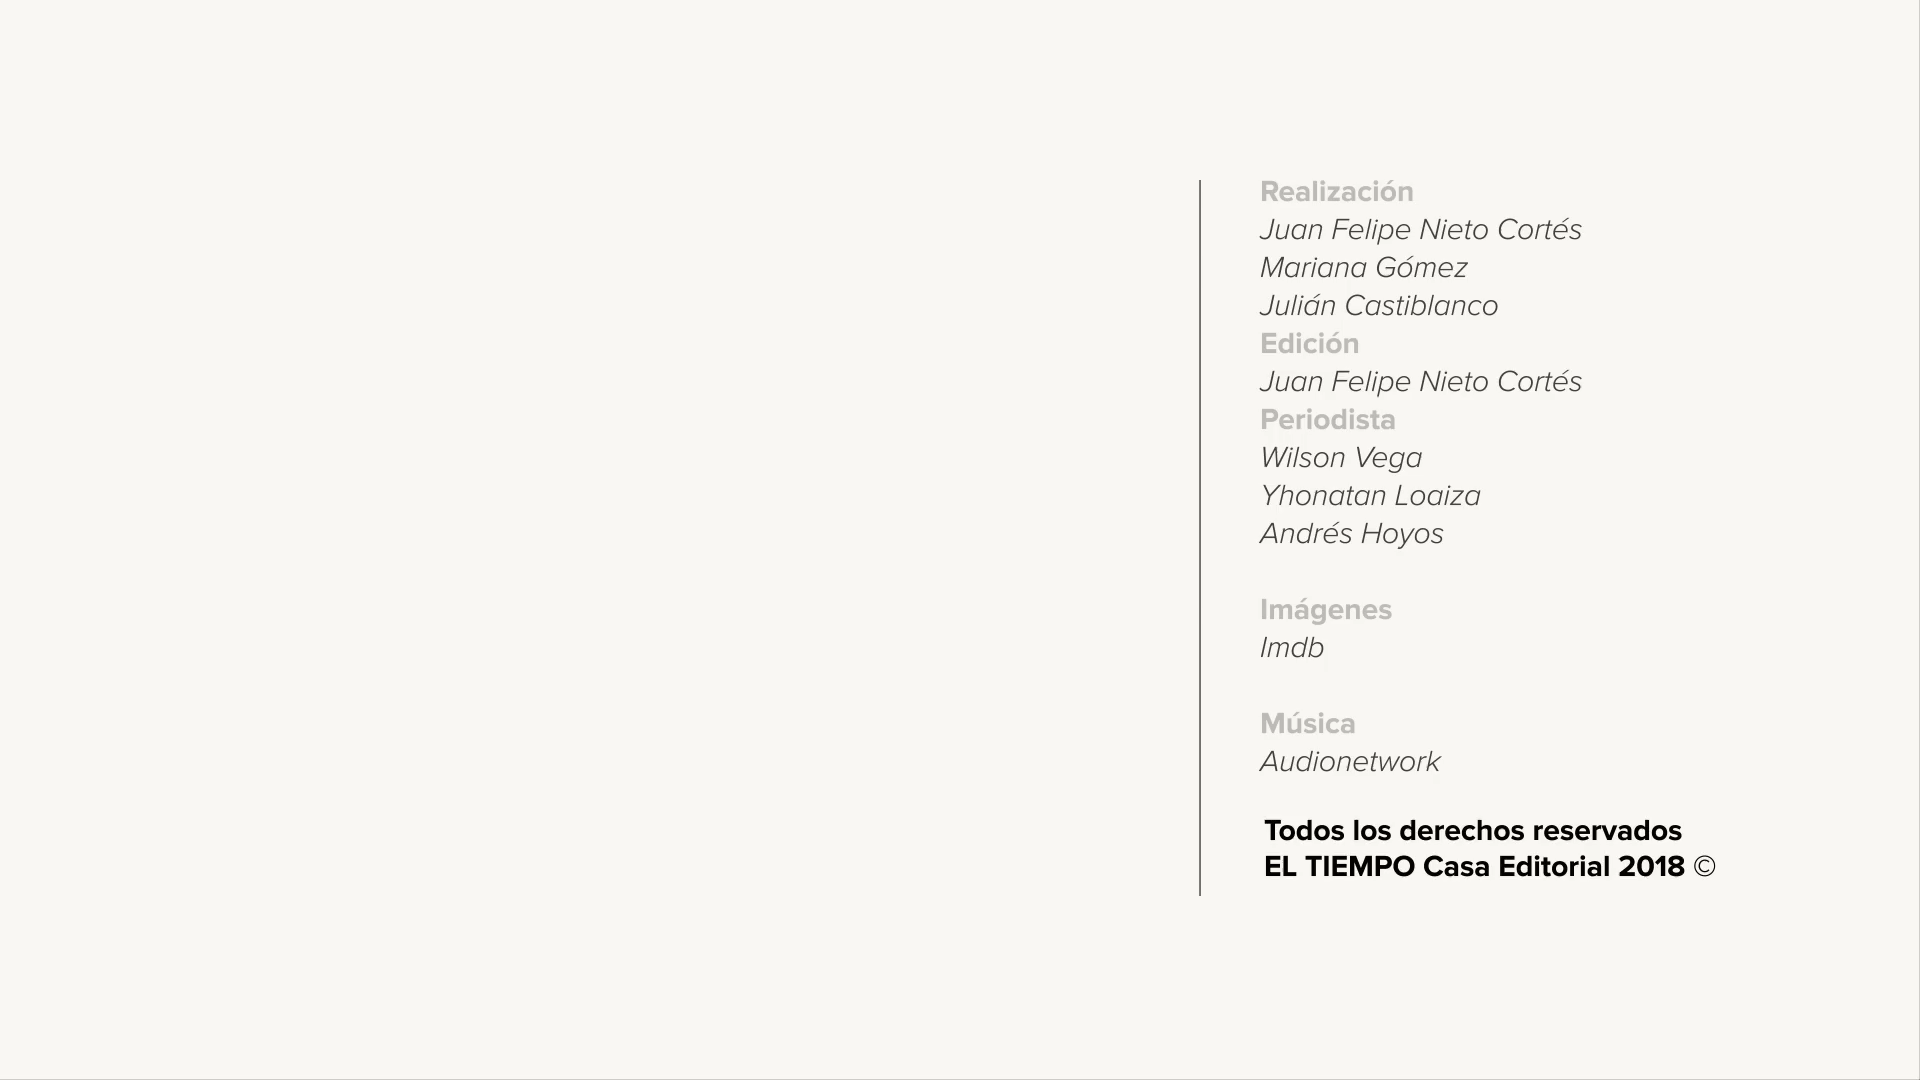 Realización
Juan Felipe Nieto Cortés
Mariana Gómez
Julián Castiblanco
Edición
Juan Felipe Nieto Cortés
Periodista
Wilson Vega
Yhonatan Loaiza
Andrés Hoyos
Imágenes
Imdb
Música
Audionetwork
Todos los derechos reservados
EL TIEMPO Casa Editorial 2018 ©